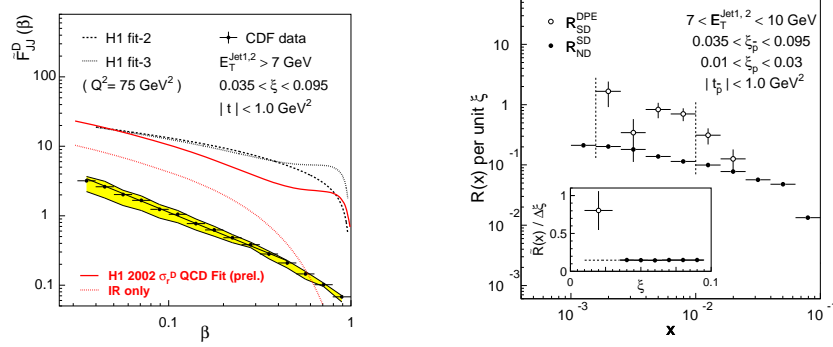 F̃ᴰ_JJ (β)
H1 fit-2
H1 fit-3
( Q²= 75 GeV² )
CDF data
E_T^Jet1,2 > 7 GeV
0.035 < ξ < 0.095
| t | < 1.0 GeV²
100
10
1
0.1
H1 2002 σ_r^D QCD Fit (prel.)
IR only
0.1
1
β
R(x) per unit ξ
R_SD^DPE
R_ND^SD
7 < E_T^Jet1, 2 < 10 GeV
0.035 < ξ_p̄ < 0.095
0.01 < ξ_p < 0.03
| t_p̄ | < 1.0 GeV²
10
1
10⁻¹
10⁻²
10⁻³
R̃(x) / Δξ
1
0.5
0
0
0.1
ξ
10⁻³
10⁻²
10⁻¹
x